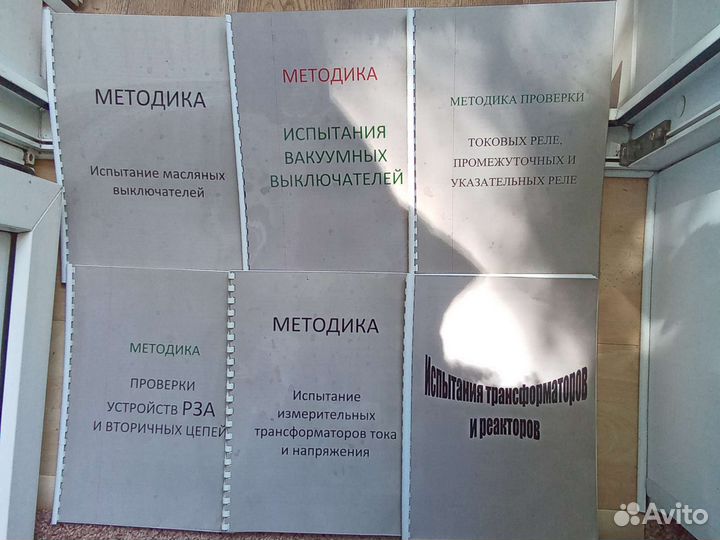 МЕТОДИКА
Испытание масляных
выключателей
МЕТОДИКА
ИСПЫТАНИЯ
ВАКУУМНЫХ
ВЫКЛЮЧАТЕЛЕЙ
МЕТОДИКА ПРОВЕРКИ
ТОКОВЫХ РЕЛЕ,
ПРОМЕЖУТОЧНЫХ И
УКАЗАТЕЛЬНЫХ РЕЛЕ
МЕТОДИКА
ПРОВЕРКИ
УСТРОЙСТВ РЗА
И ВТОРИЧНЫХ ЦЕПЕЙ
МЕТОДИКА
Испытание
измерительных
трансформаторов тока
и напряжения
Испытания трансформаторов
и реакторов
Avito